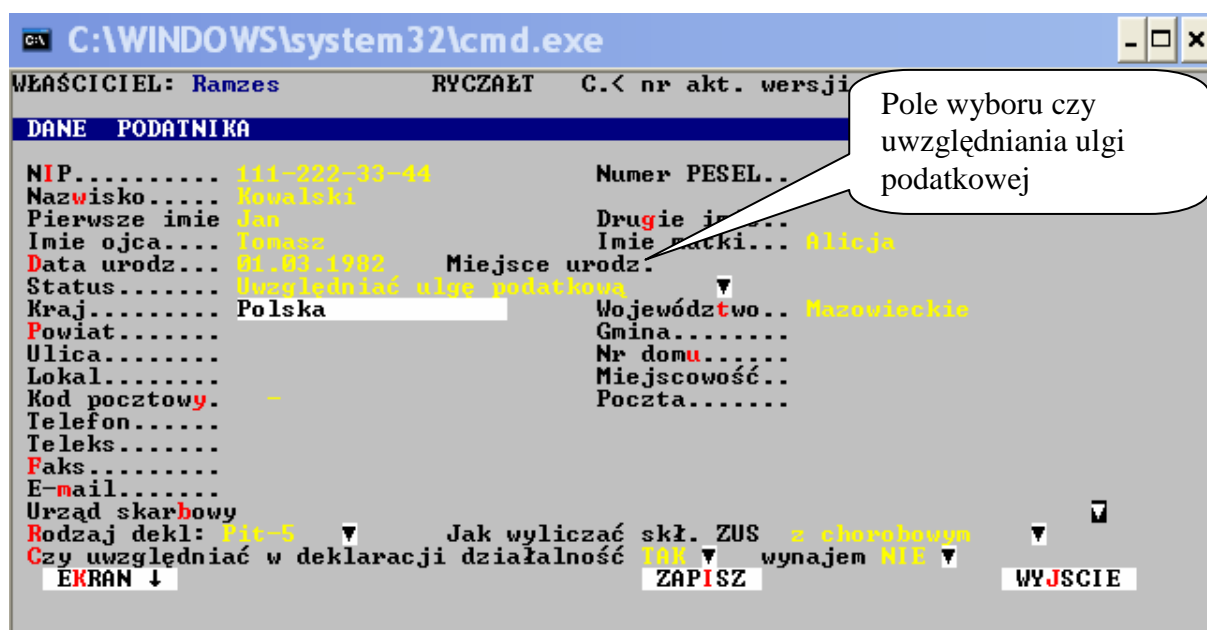 C:\WINDOWS\system32\cmd.exe
WŁAŚCICIEL: Ramzes RYCZAŁT C.< nr akt. wersji
Pole wyboru czy
uwzględniania ulgi
podatkowej
DANE PODATNIKA
NIP.......... 111-222-33-44 Numer PESEL..
Nazwisko..... Kowalski
Pierwsze imie Jan Drugie imie..
Imie ojca.... Tomasz Imie matki... Alicja
Data urodz... 01.03.1982 Miejsce urodz.
Status....... Uwzględniać ulgę podatkową
Kraj......... Polska Województwo.. Mazowieckie
Powiat....... Gmina........
Ulica........ Nr domu......
Lokal........ Miejscowość..
Kod pocztowy. - Poczta.......
Telefon......
Teleks.......
Faks.........
E-mail.......
Urząd skarbowy
Rodzaj dekl: Pit-5 ▼ Jak wyliczać skł. ZUS z chorobowym ▼
Czy uwzględniać w deklaracji działalność TAK ▼ wynajem NIE ▼
EKRAN ↓ ZAPISZ WYJSCIE